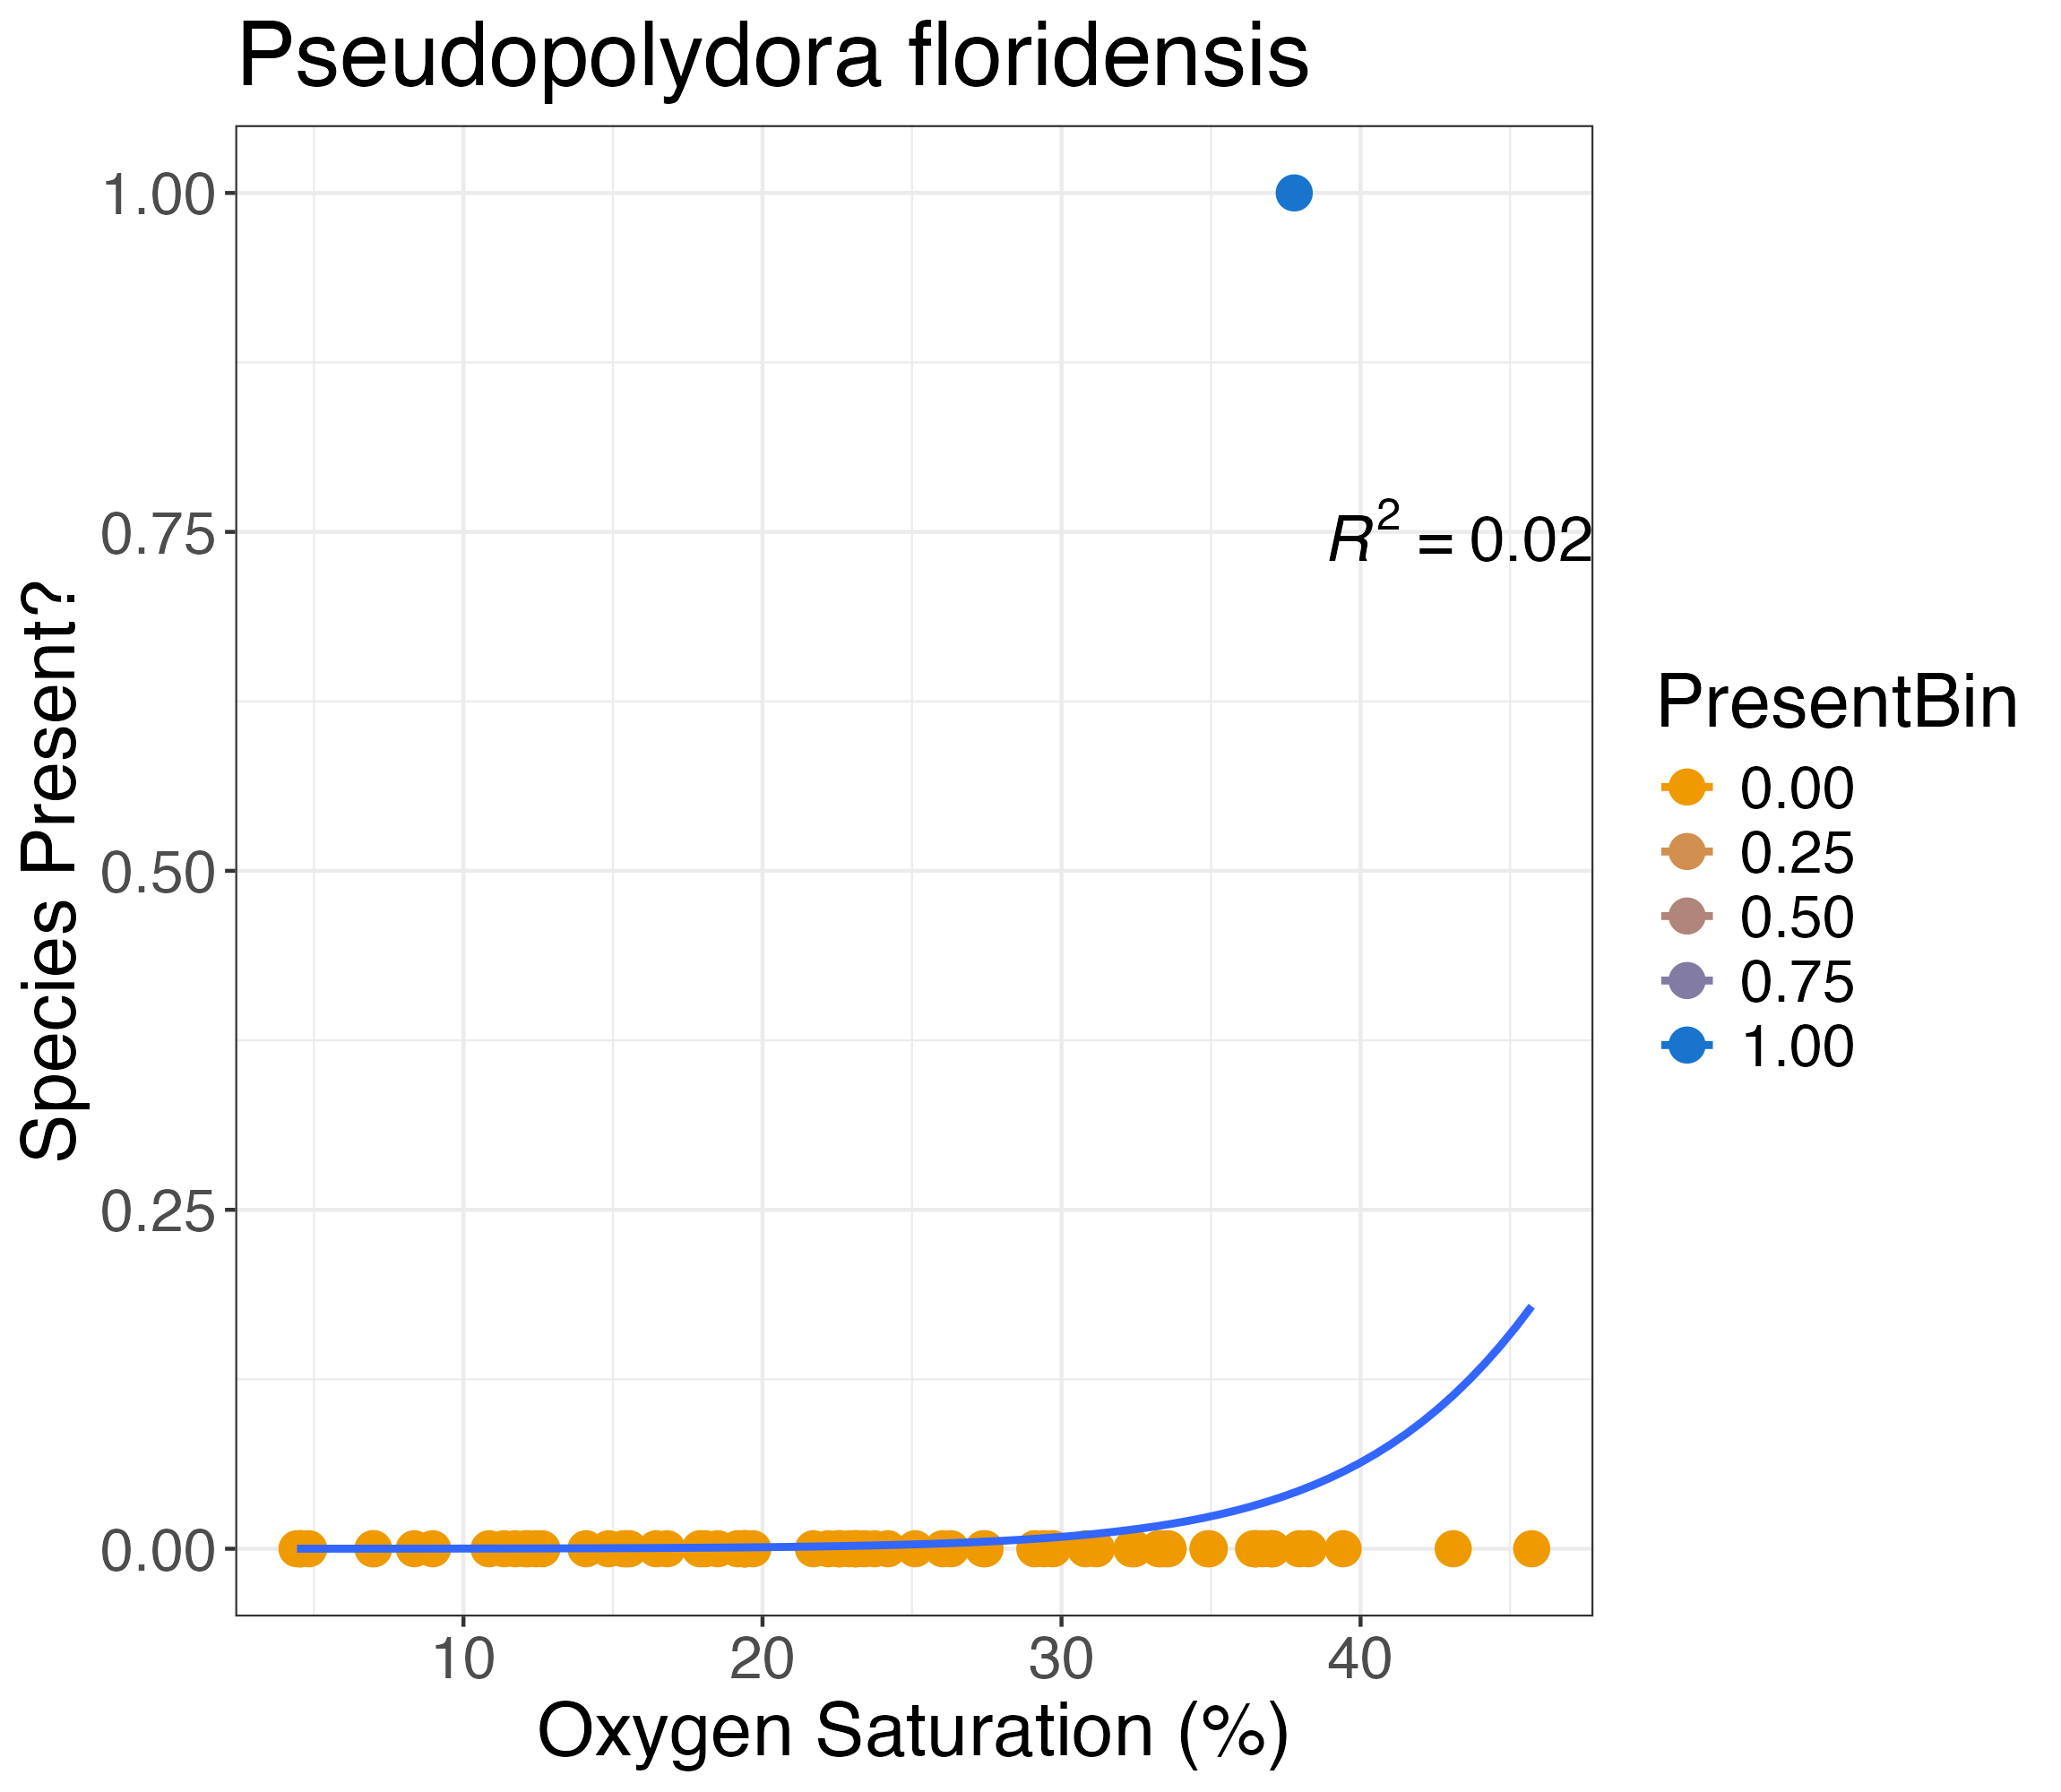 Pseudopolydora floridensis
1.00
0.75
0.50
0.25
0.00
Species Present?
R² = 0.02
10 20 30 40
Oxygen Saturation (%)
PresentBin
0.00
0.25
0.50
0.75
1.00